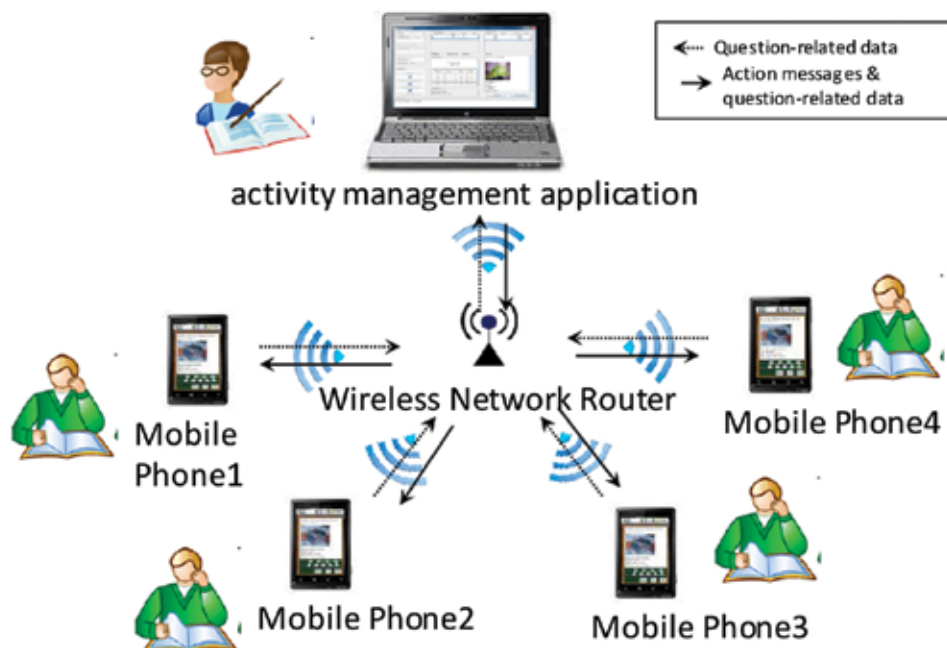 Question-related data
Action messages &
question-related data
activity management application
Wireless Network Router
Mobile
Phone1
Mobile Phone4
Mobile Phone2
Mobile Phone3